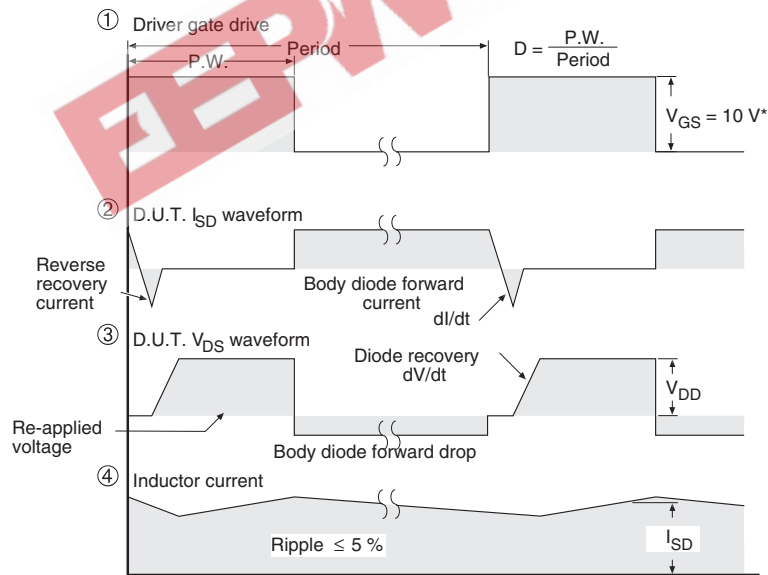 ① Driver gate drive
Period
P.W.
D = P.W. / Period
V_GS = 10 V*
EEPW
② D.U.T. I_SD waveform
Reverse
recovery
current
Body diode forward
current
dI/dt
③ D.U.T. V_DS waveform
Diode recovery
dV/dt
V_DD
Re-applied
voltage
Body diode forward drop
④ Inductor current
Ripple ≤ 5 %
I_SD